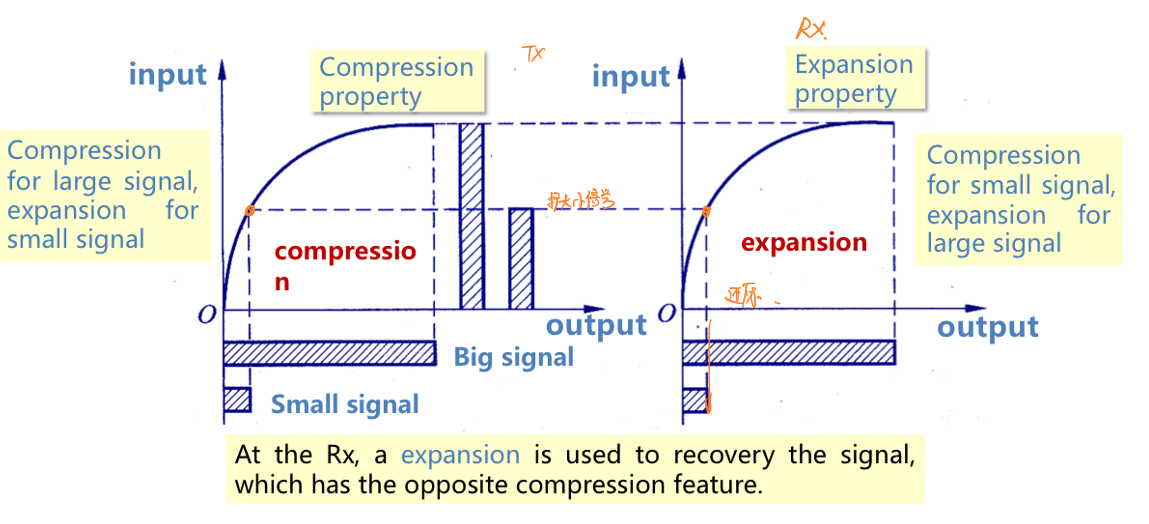 RX.
TX
input
Compression
property
input
Expansion
property
Compression
for large signal,
expansion for
small signal
扩大小信号
Compression
for small signal,
expansion for
large signal
compressio
n
expansion
还原
O
output
O
output
Big signal
Small signal
At the Rx, a expansion is used to recovery the signal,
which has the opposite compression feature.